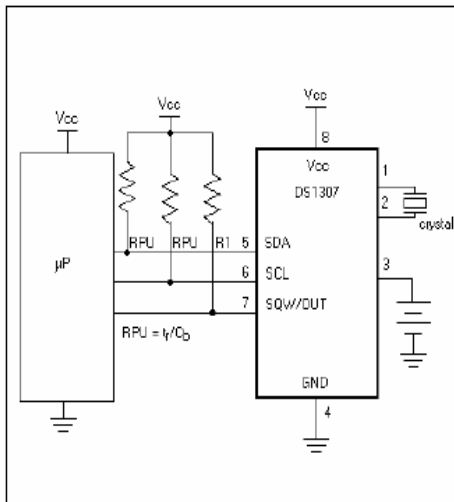 Vcc
Vcc
Vcc
8
Vcc
DS1307
1
2
crystal
RPU RPU R1 5 SDA
µP
6 SCL
3
7 SQW/OUT
RPU = tr/Cb
GND
4